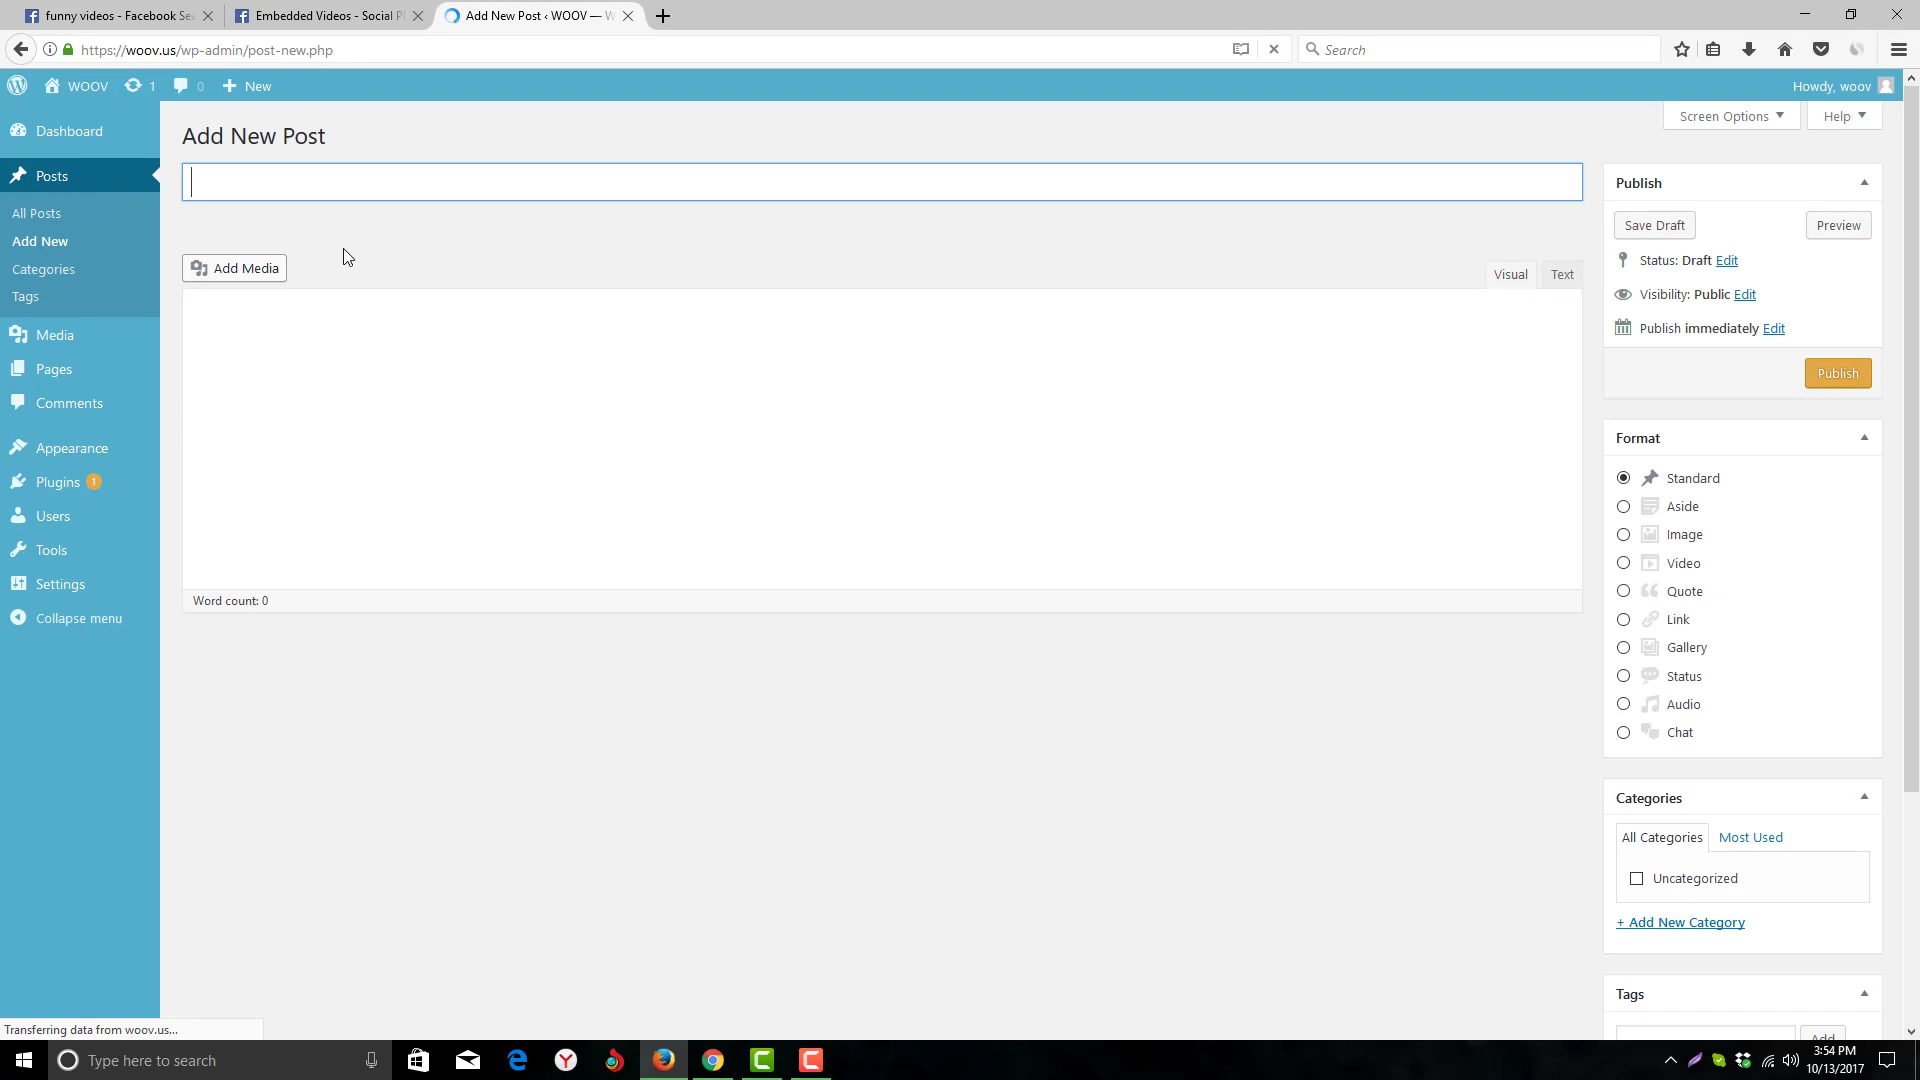 funny videos - Facebook Se
Embedded Videos - Social P
Add New Post ‹ WOOV — W
https://woov.us/wp-admin/post-new.php
Search
WOOV
1
0
New
Howdy, woov
Screen Options
Help
Dashboard
Posts
All Posts
Add New
Categories
Tags
Media
Pages
Comments
Appearance
Plugins 1
Users
Tools
Settings
Collapse menu
Add New Post
Add Media
Visual
Text
Word count: 0
Publish
Save Draft
Preview
Status: Draft Edit
Visibility: Public Edit
Publish immediately Edit
Publish
Format
Standard
Aside
Image
Video
Quote
Link
Gallery
Status
Audio
Chat
Categories
All Categories
Most Used
Uncategorized
+ Add New Category
Tags
Add
Transferring data from woov.us...
Type here to search
3:54 PM
10/13/2017